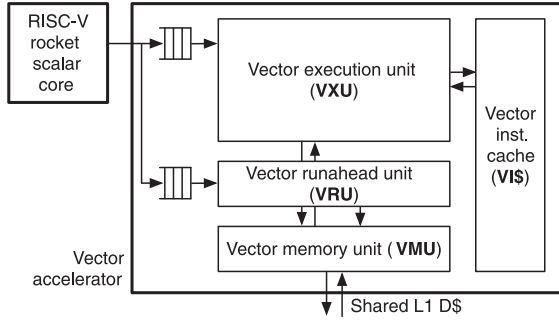 RISC-V
rocket
scalar
core
Vector execution unit
(VXU)
Vector
inst.
cache
(VI$)
Vector runahead unit
(VRU)
Vector memory unit ( VMU)
Vector
accelerator
Shared L1 D$